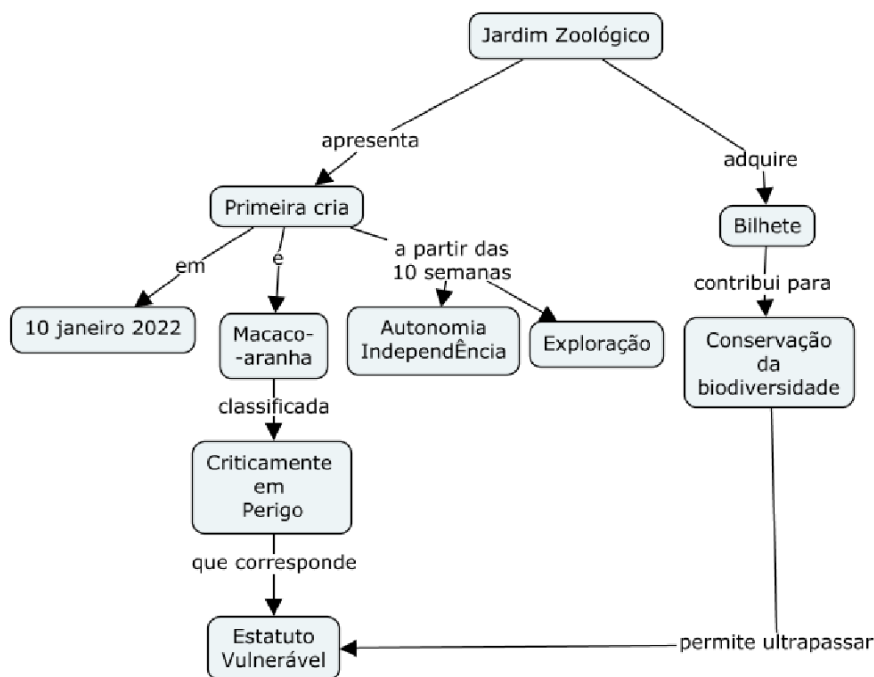 Jardim Zoológico
apresenta
adquire
Primeira cria
Bilhete
em
é
a partir das
10 semanas
contribui para
10 janeiro 2022
Macaco-
-aranha
Autonomia
IndependÊncia
Exploração
Conservação
da
biodiversidade
classificada
Criticamente
em
Perigo
que corresponde
Estatuto
Vulnerável
permite ultrapassar